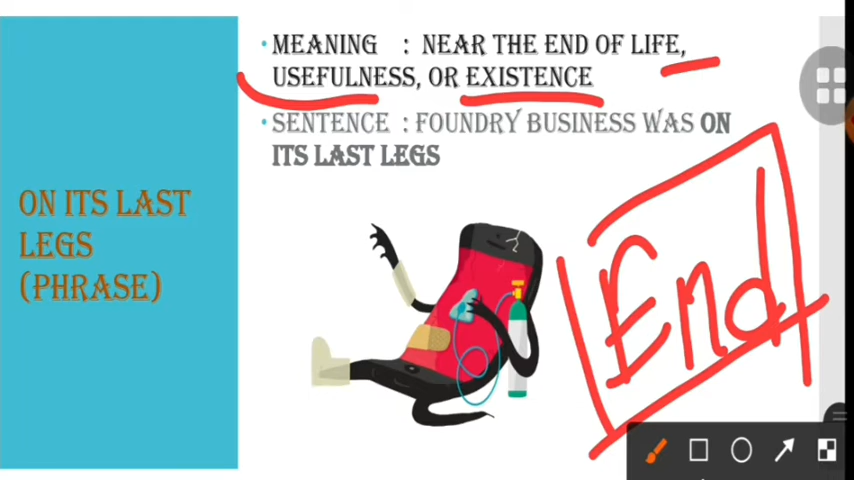 • MEANING : NEAR THE END OF LIFE,
USEFULNESS, OR EXISTENCE
• SENTENCE : FOUNDRY BUSINESS WAS ON
ITS LAST LEGS
ON ITS LAST
LEGS
(PHRASE)
End